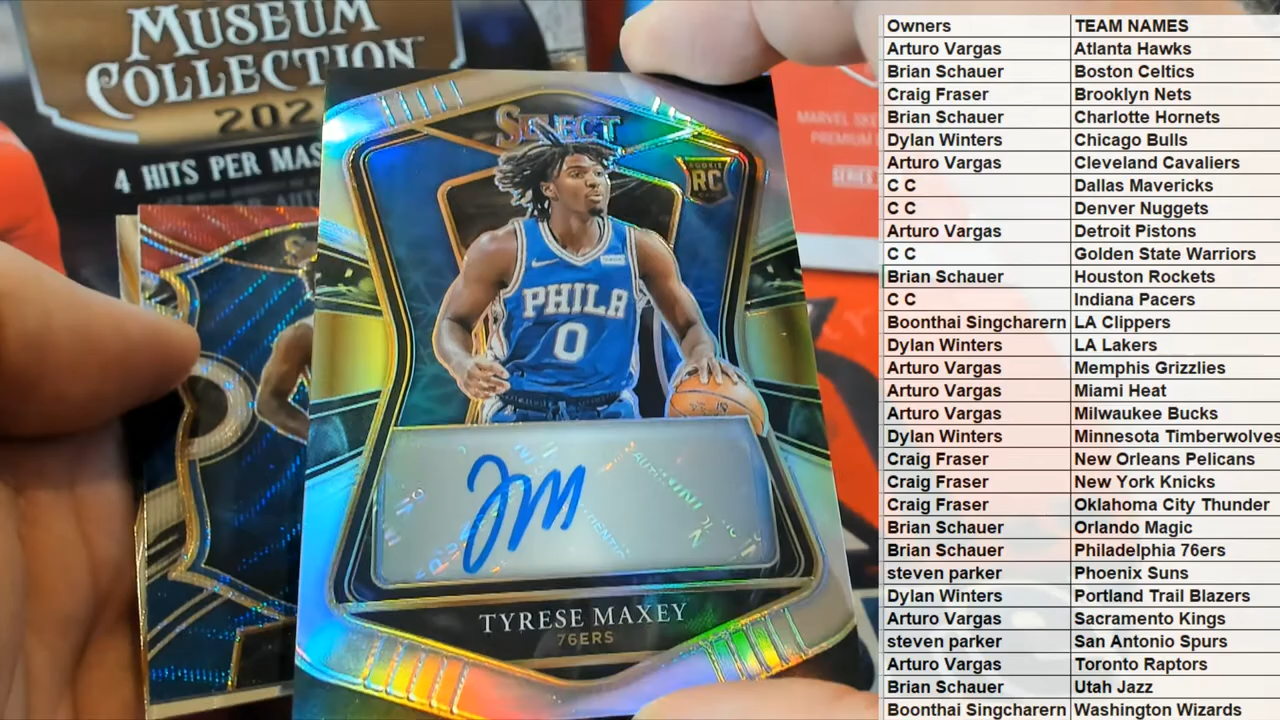 MUSEUM
COLLECTION
202
4 HITS PER MAS
SELECT
ROOKIE
RC
PHILA
0
TYRESE MAXEY
76ERS
MARVEL
PREMIUM
SERIES
Owners TEAM NAMES
Arturo Vargas Atlanta Hawks
Brian Schauer Boston Celtics
Craig Fraser Brooklyn Nets
Brian Schauer Charlotte Hornets
Dylan Winters Chicago Bulls
Arturo Vargas Cleveland Cavaliers
C C Dallas Mavericks
C C Denver Nuggets
Arturo Vargas Detroit Pistons
C C Golden State Warriors
Brian Schauer Houston Rockets
C C Indiana Pacers
Boonthai Singcharern LA Clippers
Dylan Winters LA Lakers
Arturo Vargas Memphis Grizzlies
Arturo Vargas Miami Heat
Arturo Vargas Milwaukee Bucks
Dylan Winters Minnesota Timberwolves
Craig Fraser New Orleans Pelicans
Craig Fraser New York Knicks
Craig Fraser Oklahoma City Thunder
Brian Schauer Orlando Magic
Brian Schauer Philadelphia 76ers
steven parker Phoenix Suns
Dylan Winters Portland Trail Blazers
Arturo Vargas Sacramento Kings
steven parker San Antonio Spurs
Arturo Vargas Toronto Raptors
Brian Schauer Utah Jazz
Boonthai Singcharern Washington Wizards